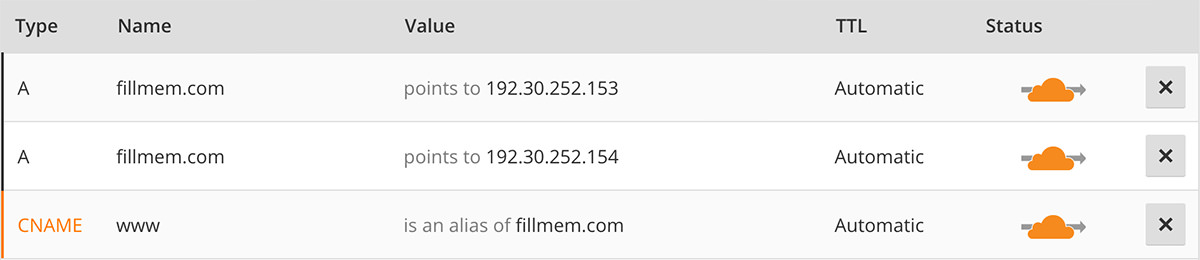 Type Name Value TTL Status
A fillmem.com points to 192.30.252.153 Automatic ✕
A fillmem.com points to 192.30.252.154 Automatic ✕
CNAME www is an alias of fillmem.com Automatic ✕